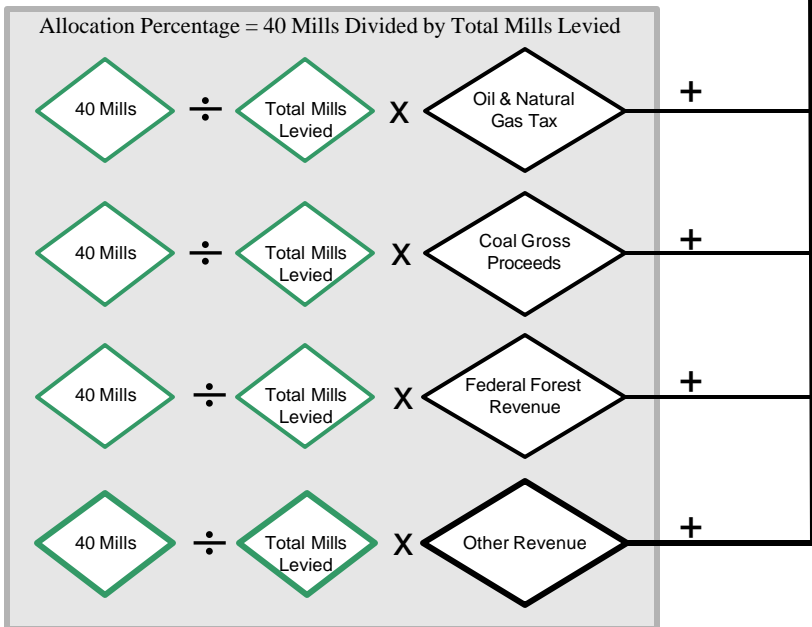 Allocation Percentage = 40 Mills Divided by Total Mills Levied
40 Mills ÷ Total Mills Levied X Oil & Natural Gas Tax +
40 Mills ÷ Total Mills Levied X Coal Gross Proceeds +
40 Mills ÷ Total Mills Levied X Federal Forest Revenue +
40 Mills ÷ Total Mills Levied X Other Revenue +